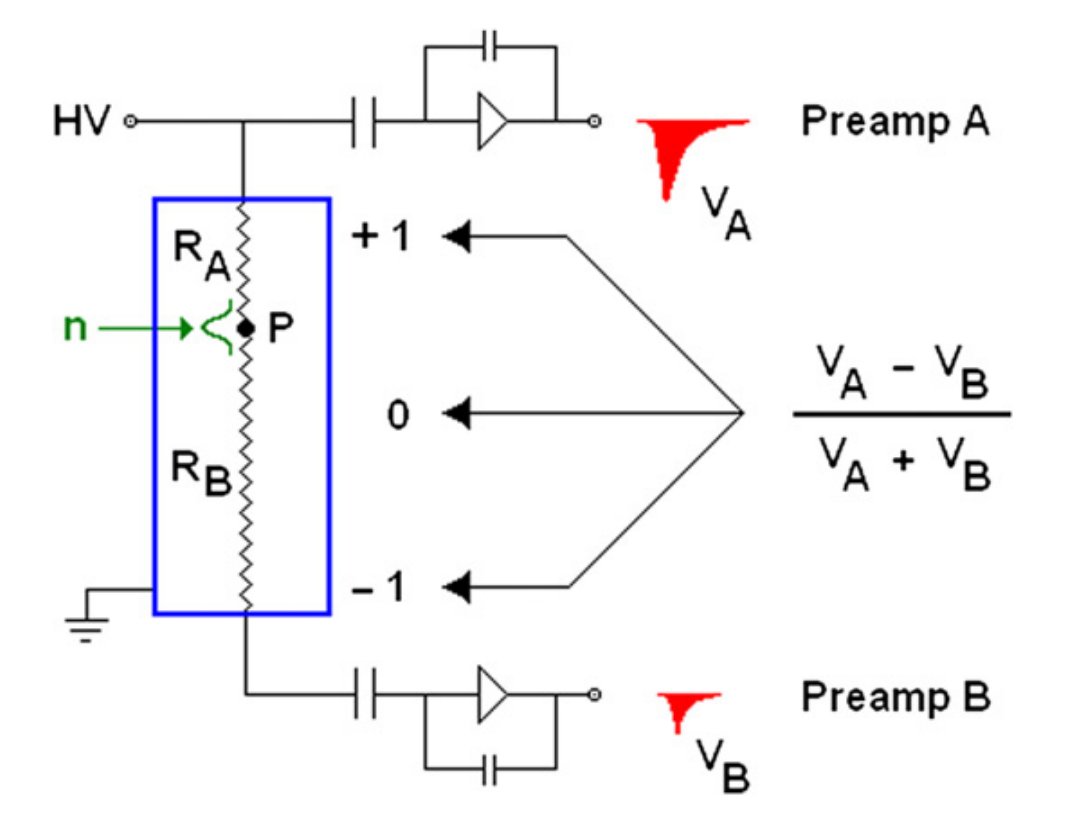 HV
Preamp A
V_A
R_A
+ 1
n
P
0
V_A - V_B
V_A + V_B
R_B
- 1
Preamp B
V_B